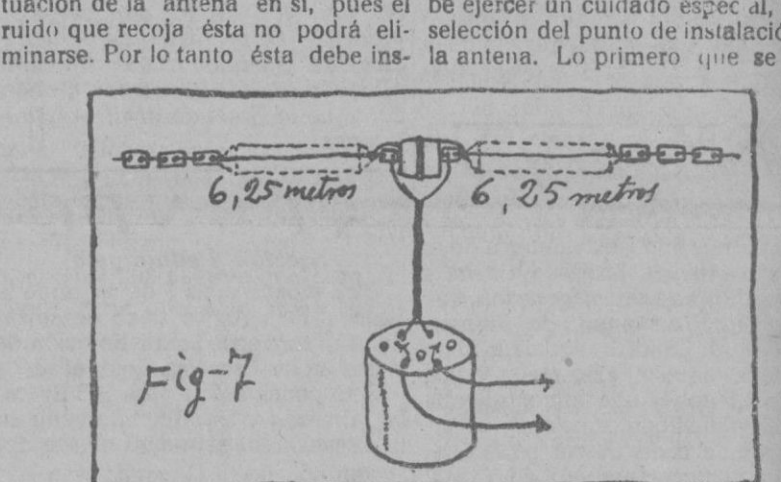 tuación de la antena en sí, pues el
ruido que recoja ésta no podrá eli-
minarse. Por lo tanto ésta debe ins-
be ejercer un cuidado espec al,
selección del punto de instalació
la antena. Lo primero que se
6,25 metros
6,25 metros
Fig-7